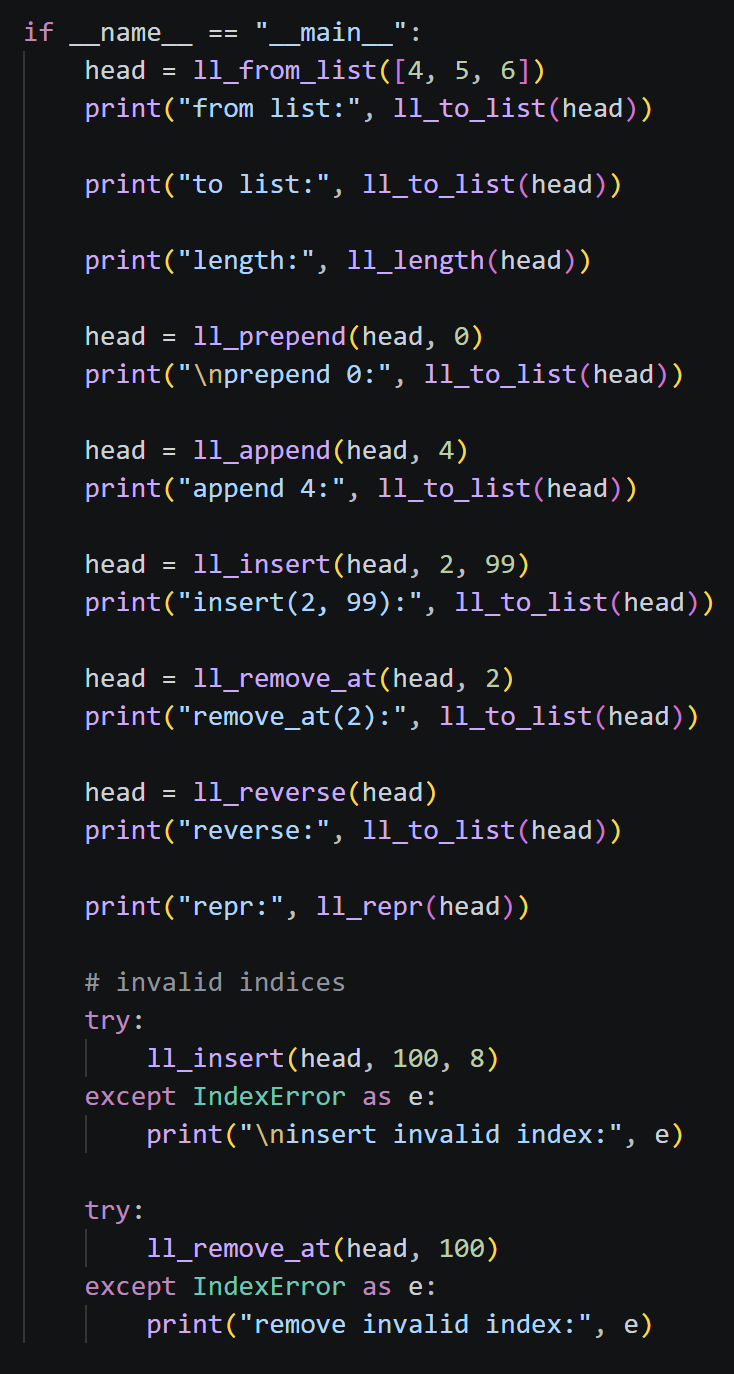 if __name__ == "__main__":
    head = ll_from_list([4, 5, 6])
    print("from list:", ll_to_list(head))

    print("to list:", ll_to_list(head))

    print("length:", ll_length(head))

    head = ll_prepend(head, 0)
    print("\nprepend 0:", ll_to_list(head))

    head = ll_append(head, 4)
    print("append 4:", ll_to_list(head))

    head = ll_insert(head, 2, 99)
    print("insert(2, 99):", ll_to_list(head))

    head = ll_remove_at(head, 2)
    print("remove_at(2):", ll_to_list(head))

    head = ll_reverse(head)
    print("reverse:", ll_to_list(head))

    print("repr:", ll_repr(head))

    # invalid indices
    try:
        ll_insert(head, 100, 8)
    except IndexError as e:
        print("\ninsert invalid index:", e)

    try:
        ll_remove_at(head, 100)
    except IndexError as e:
        print("remove invalid index:", e)